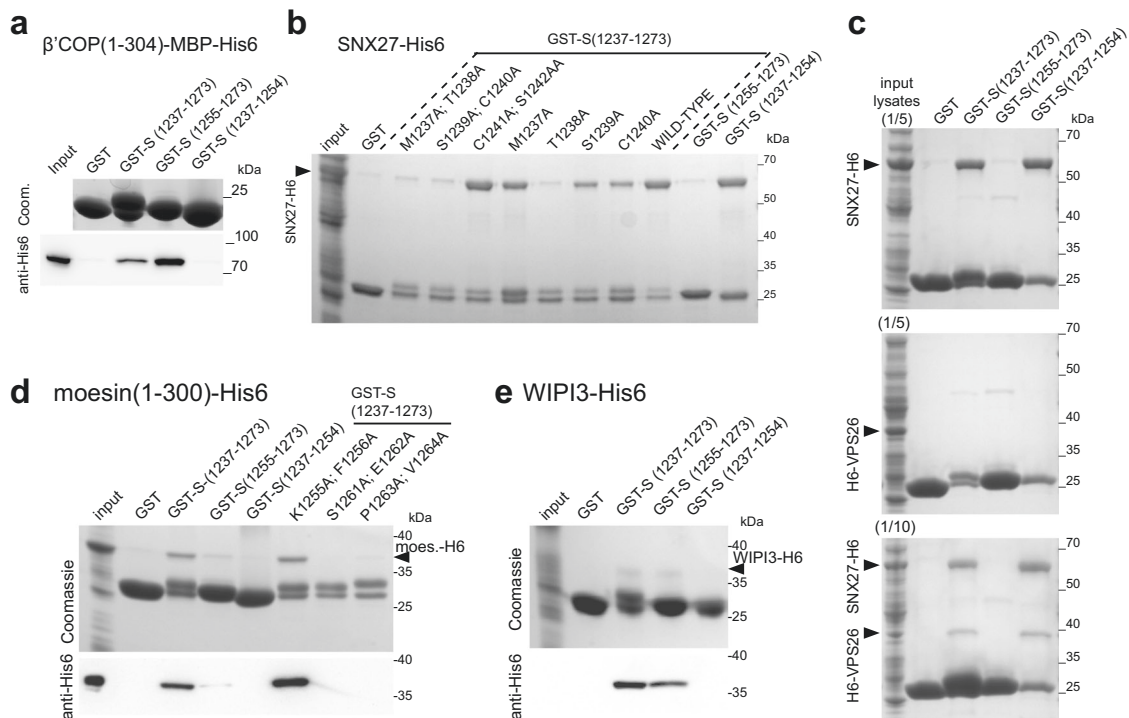 a
β'COP(1-304)-MBP-His6
Input
GST
GST-S (1237-1273)
GST-S (1255-1273)
GST-S (1237-1254)
kDa
Coom.
_25
anti-His6
_100
_70
b
SNX27-His6
GST-S(1237-1273)
input
GST
M1237A; T1238A
S1239A; C1240A
C1241A; S1242AA
M1237A
T1238A
S1239A
C1240A
WILD-TYPE
GST-S (1255-1273)
GST-S (1237-1254)
kDa
SNX27-H6
70
60
50
40
35
25
c
input
lysates
(1/5)
GST
GST-S(1237-1273)
GST-S(1255-1273)
GST-S(1237-1254)
kDa
SNX27-H6
70
60
50
40
35
25
(1/5)
H6-VPS26
70
60
50
40
35
25
(1/10)
SNX27-H6
H6-VPS26
70
60
50
40
35
25
d
moesin(1-300)-His6
GST-S
(1237-1273)
input
GST
GST-S-(1237-1273)
GST-S(1255-1273)
GST-S(1237-1254)
K1255A; F1256A
S1261A; E1262A
P1263A; V1264A
kDa
Coomassie
-40
moes.-H6
-35
-25
anti-His6
-40
-35
e
WIPI3-His6
input
GST
GST-S (1237-1273)
GST-S (1255-1273)
GST-S (1237-1254)
kDa
Coomassie
-40
WIPI3-H6
-35
-25
anti-His6
-40
-35